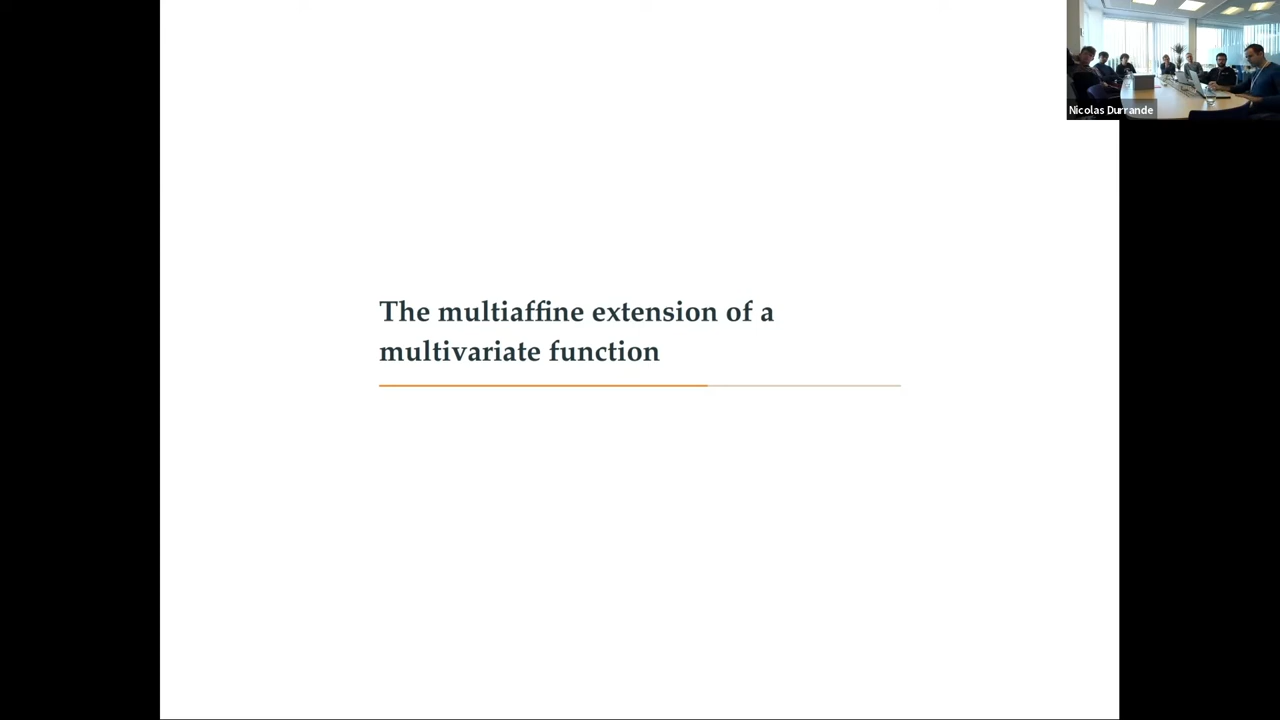 Nicolas Durrande
The multiaffine extension of a
multivariate function